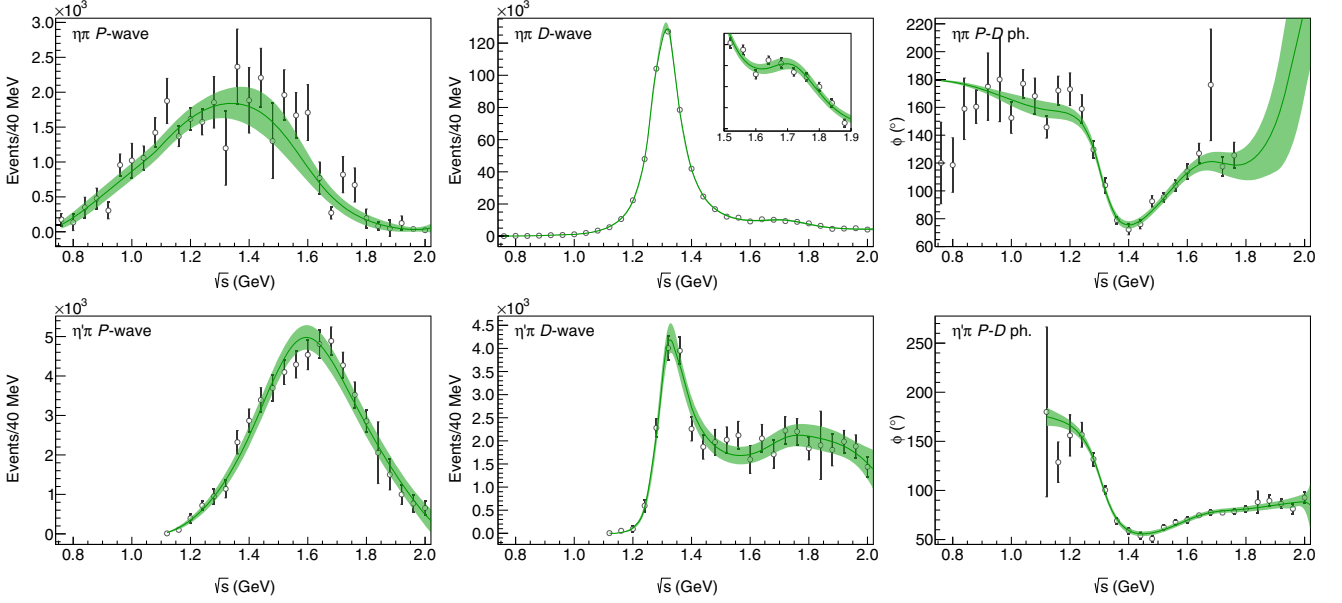 ×10³
ηπ P-wave
Events/40 MeV
3.0
2.5
2.0
1.5
1.0
0.5
0.0
0.8 1.0 1.2 1.4 1.6 1.8 2.0
√s (GeV)
×10³
ηπ D-wave
Events/40 MeV
120
100
80
60
40
20
0
1.5 1.6 1.7 1.8 1.9
0.8 1.0 1.2 1.4 1.6 1.8 2.0
√s (GeV)
ηπ P-D ph.
ϕ (°)
220
200
180
160
140
120
100
80
60
0.8 1.0 1.2 1.4 1.6 1.8 2.0
√s (GeV)
×10³
η'π P-wave
Events/40 MeV
5
4
3
2
1
0
0.8 1.0 1.2 1.4 1.6 1.8 2.0
√s (GeV)
×10³
η'π D-wave
Events/40 MeV
4.5
4.0
3.5
3.0
2.5
2.0
1.5
1.0
0.5
0.0
0.8 1.0 1.2 1.4 1.6 1.8 2.0
√s (GeV)
η'π P-D ph.
ϕ (°)
250
200
150
100
50
0.8 1.0 1.2 1.4 1.6 1.8 2.0
√s (GeV)